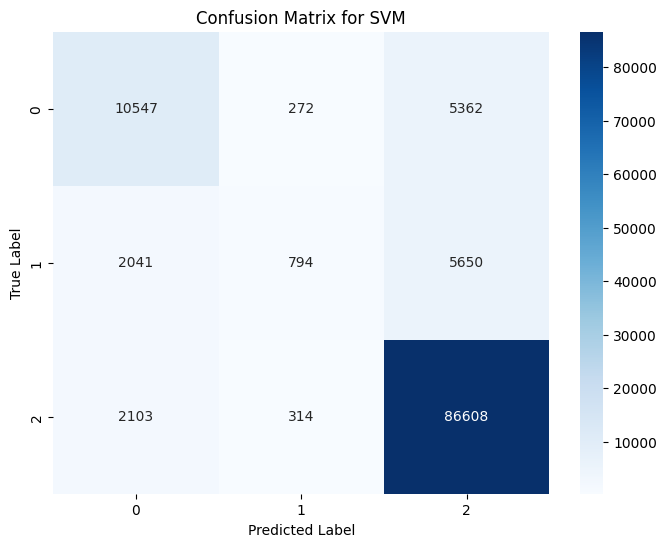 Confusion Matrix for SVM
0
10547 272 5362
1
2041 794 5650
2
2103 314 86608
0 1 2
True Label
Predicted Label
80000
70000
60000
50000
40000
30000
20000
10000